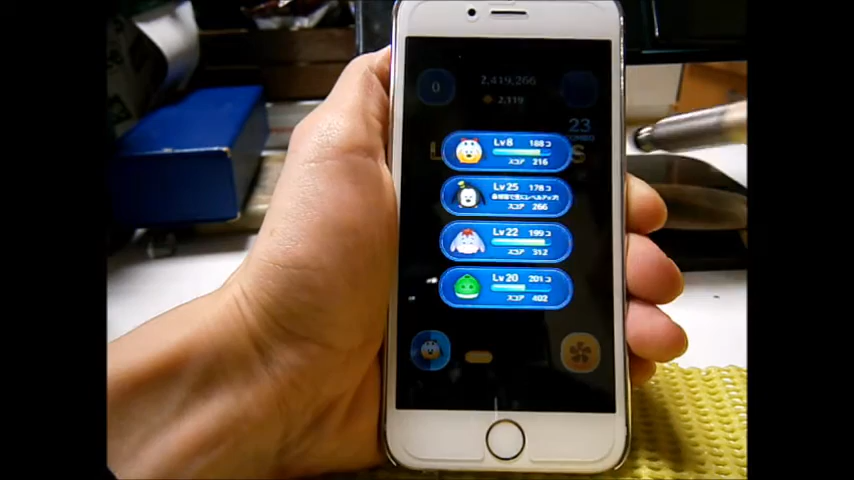 0
2,419,266
2,319
23
Lv8 188コ
スコア 216
Lv25 178コ
スコア 266
Lv22 199コ
スコア 312
Lv20 201コ
スコア 402